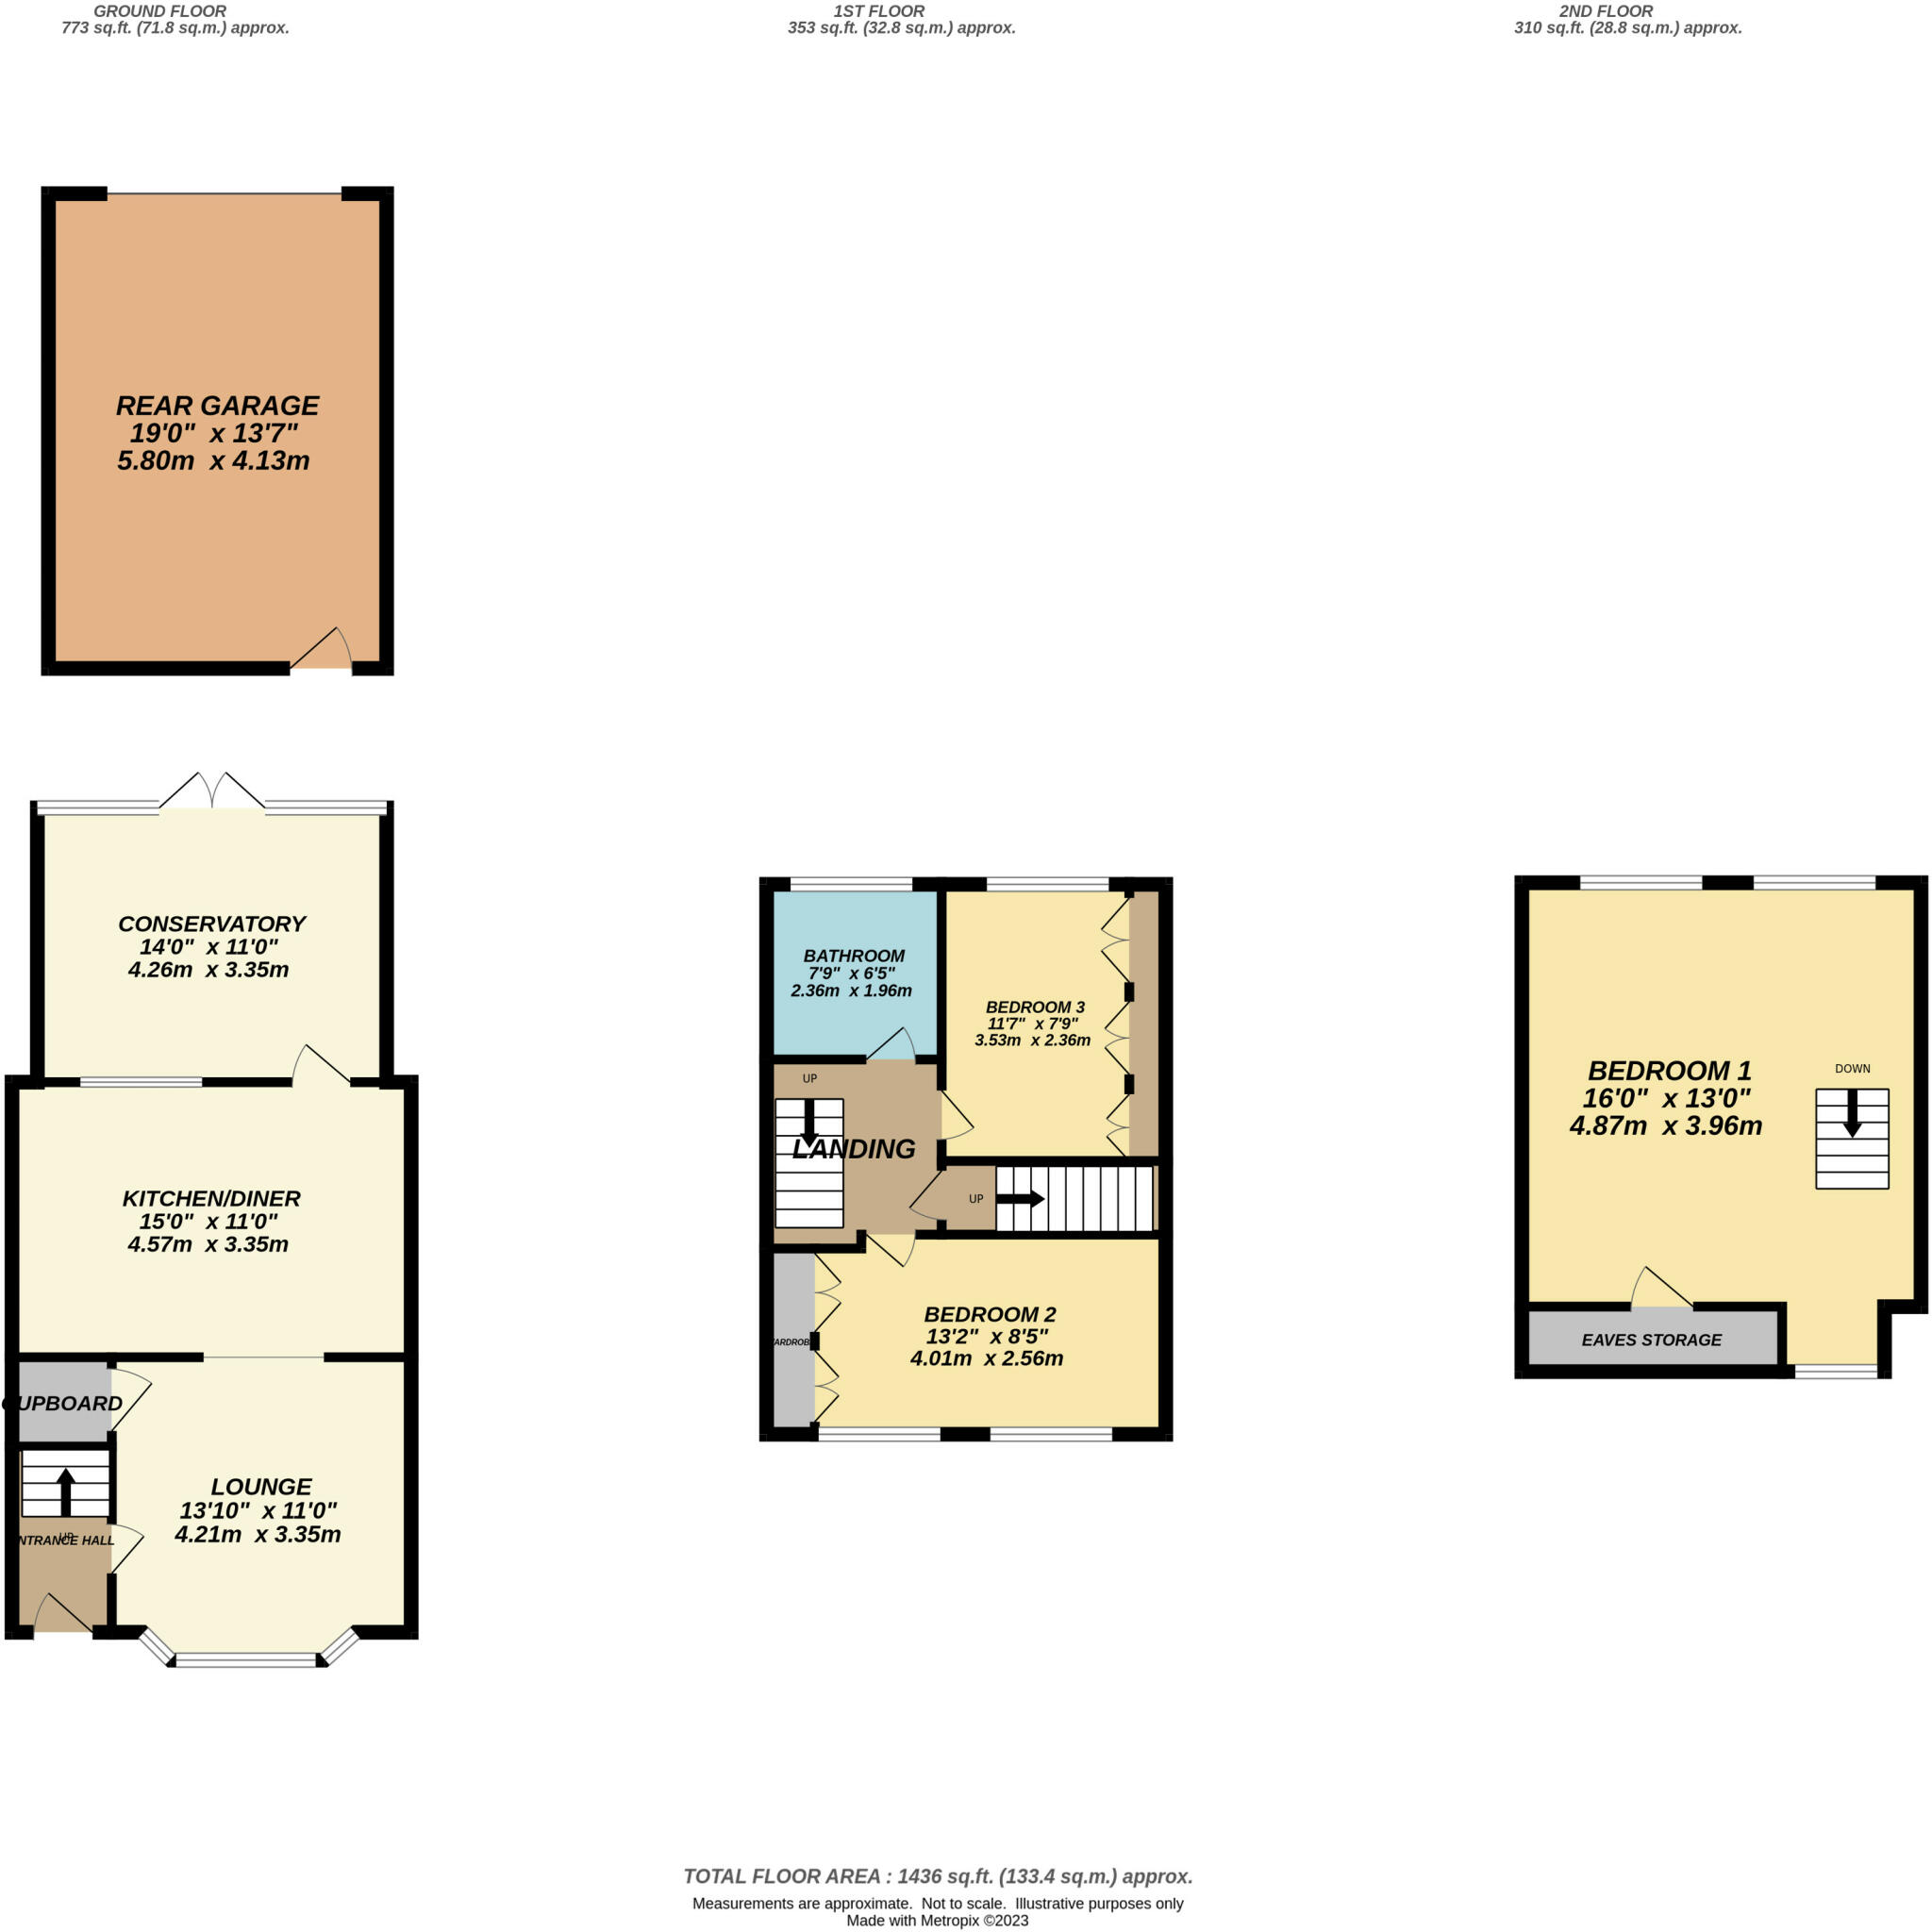 GROUND FLOOR
773 sq.ft. (71.8 sq.m.) approx.
1ST FLOOR
353 sq.ft. (32.8 sq.m.) approx.
2ND FLOOR
310 sq.ft. (28.8 sq.m.) approx.
REAR GARAGE
19'0" x 13'7"
5.80m x 4.13m
CONSERVATORY
14'0" x 11'0"
4.26m x 3.35m
KITCHEN/DINER
15'0" x 11'0"
4.57m x 3.35m
CUPBOARD
LOUNGE
13'10" x 11'0"
4.21m x 3.35m
UP
NTRANCE HALL
BATHROOM
7'9" x 6'5"
2.36m x 1.96m
BEDROOM 3
11'7" x 7'9"
3.53m x 2.36m
UP
LANDING
UP
BEDROOM 2
13'2" x 8'5"
4.01m x 2.56m
ARDROB
BEDROOM 1
16'0" x 13'0"
4.87m x 3.96m
DOWN
EAVES STORAGE
TOTAL FLOOR AREA : 1436 sq.ft. (133.4 sq.m.) approx.
Measurements are approximate. Not to scale. Illustrative purposes only
Made with Metropix ©2023